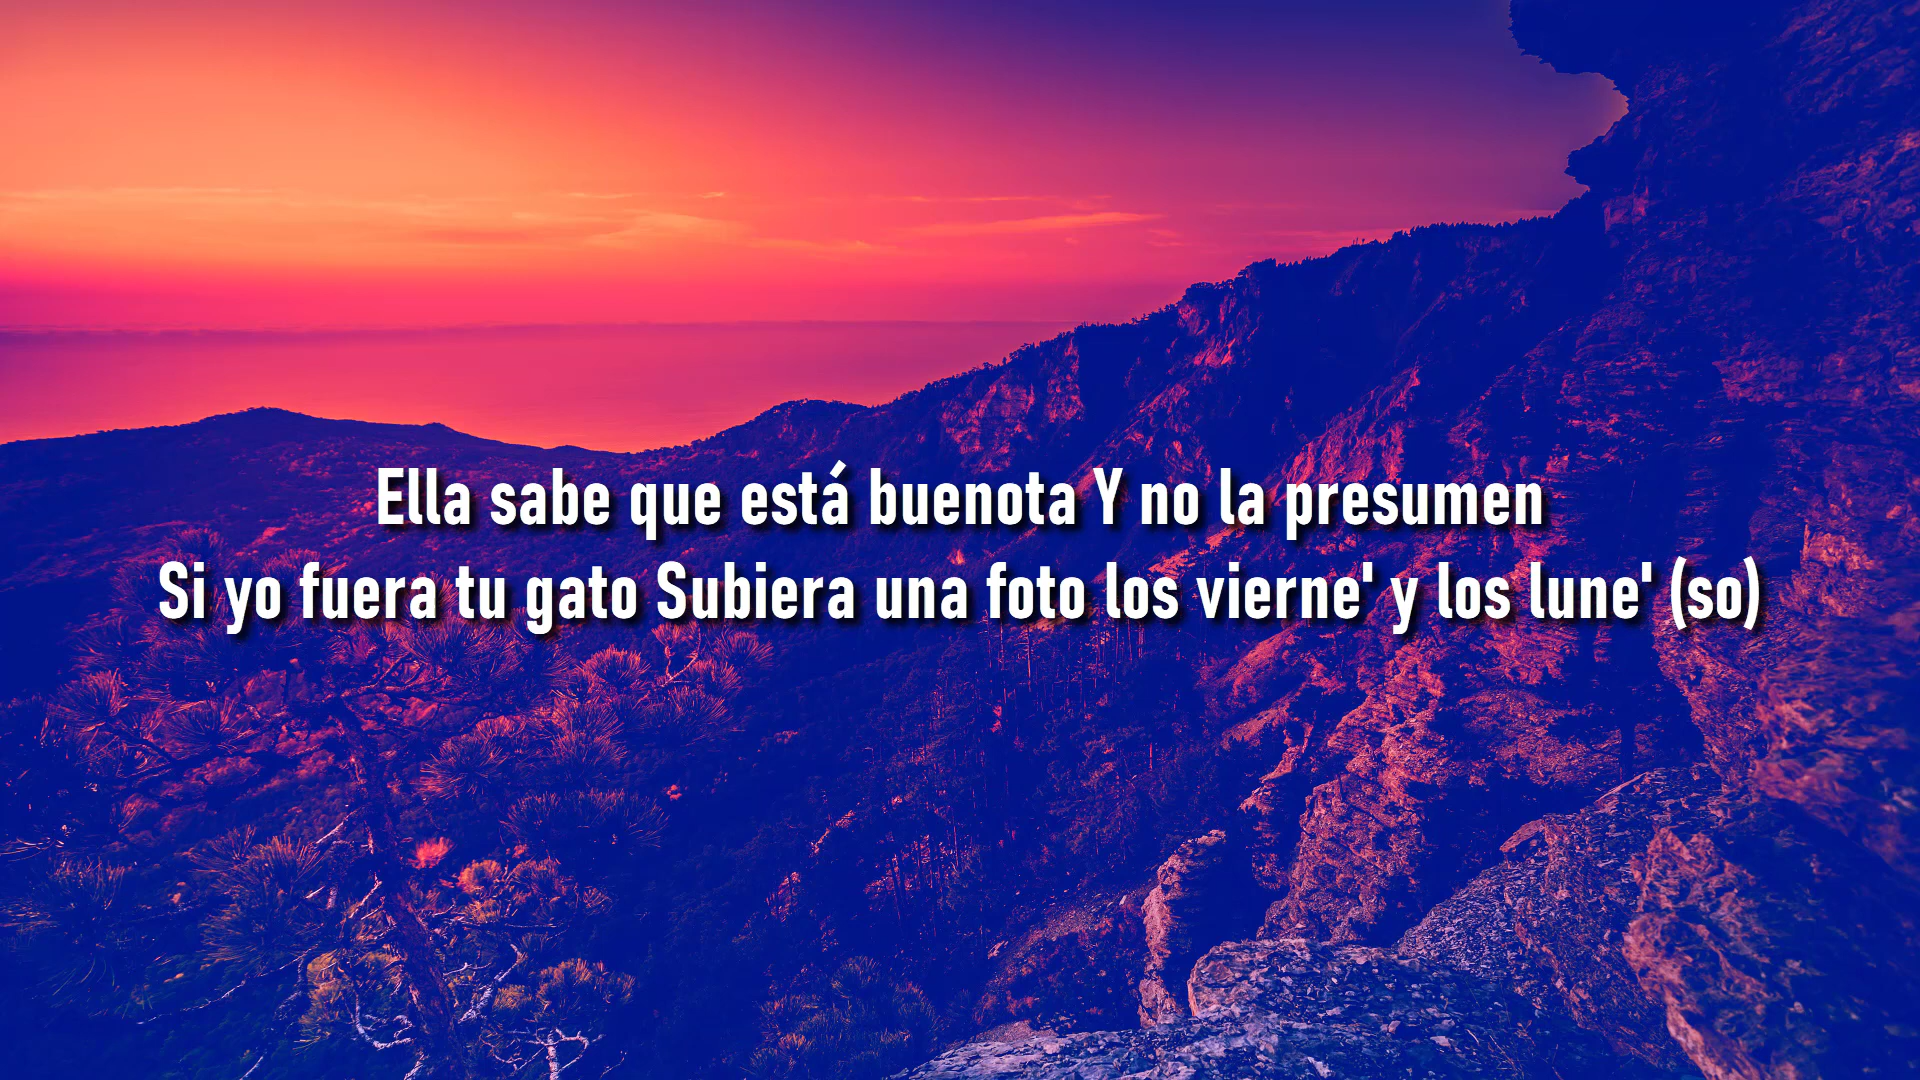 Ella sabe que está buenota Y no la presumen
Si yo fuera tu gato Subiera una foto los vierne' y los lune' (so)